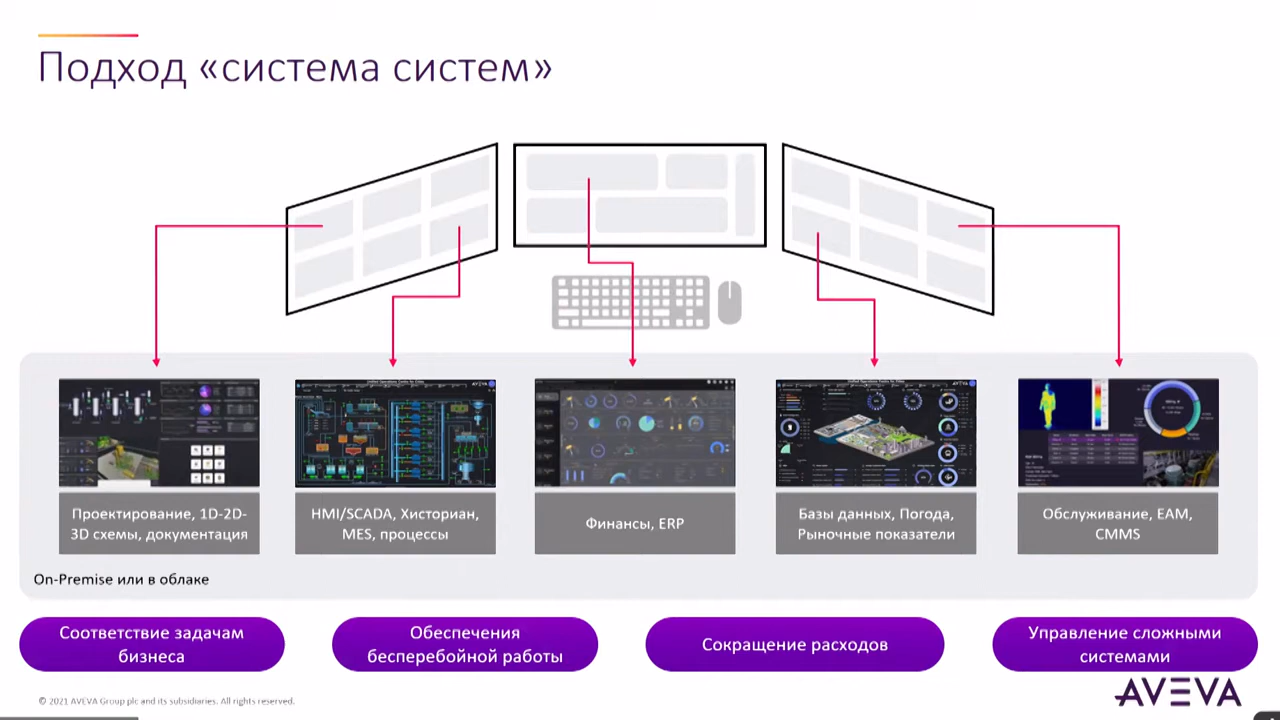 Подход «система систем»
Проектирование, 1D-2D-
3D схемы, документация
HMI/SCADA, Хисториан,
MES, процессы
Финансы, ERP
Базы данных, Погода,
Рыночные показатели
Обслуживание, EAM,
CMMS
On-Premise или в облаке
Соответствие задачам
бизнеса
Обеспечения
бесперебойной работы
Сокращение расходов
Управление сложными
системами
© 2021 AVEVA Group plc and its subsidiaries. All rights reserved.
AVEVA